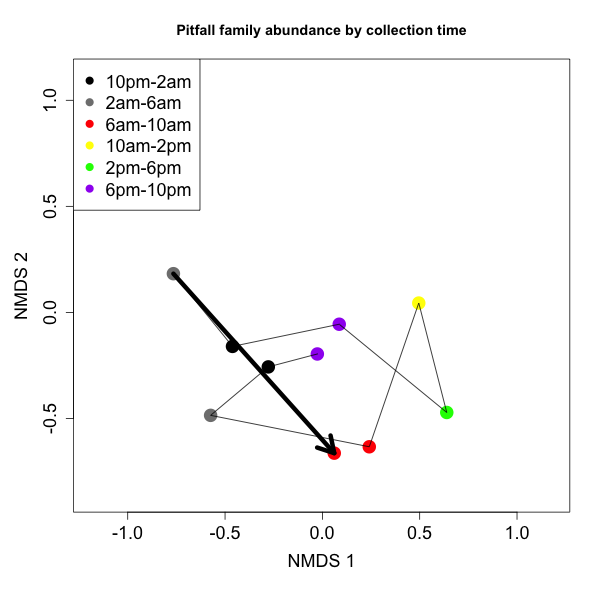 Pitfall family abundance by collection time
10pm-2am
2am-6am
6am-10am
10am-2pm
2pm-6pm
6pm-10pm
1.0
0.5
0.0
-0.5
NMDS 2
-1.0 -0.5 0.0 0.5 1.0
NMDS 1